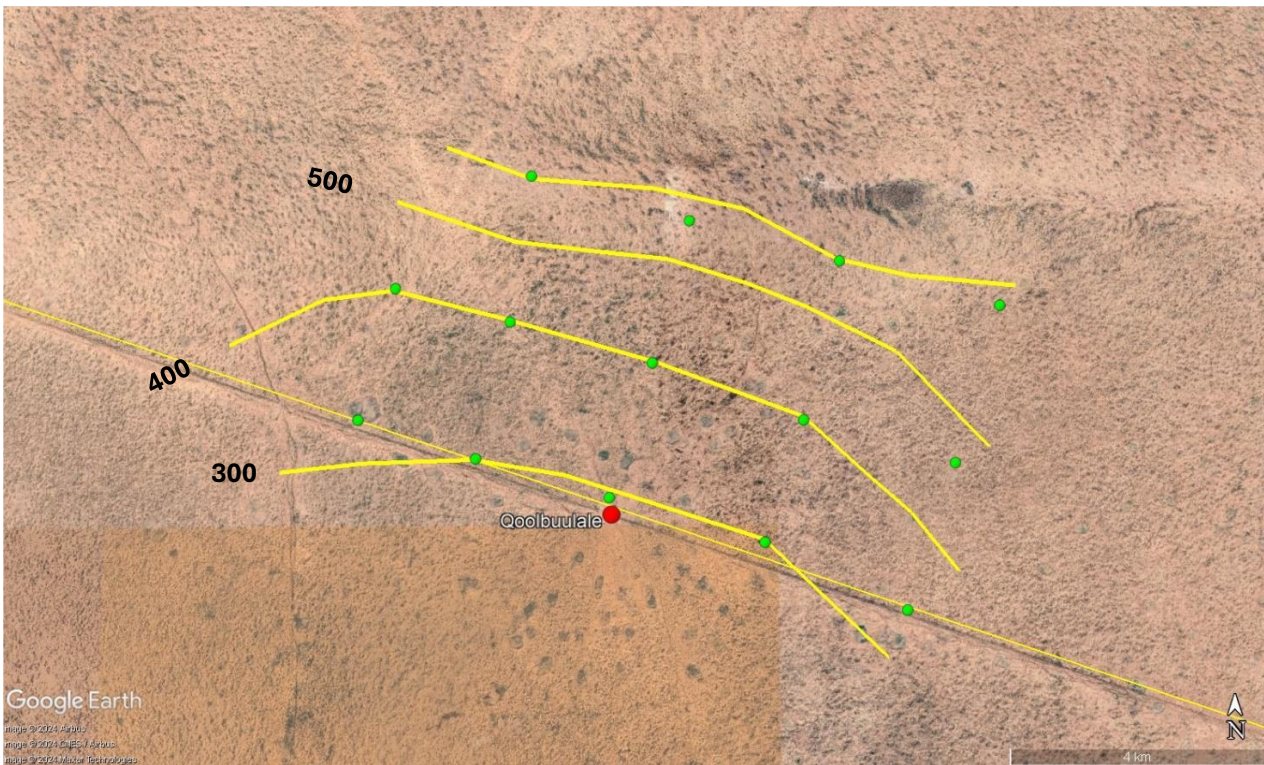 500
400
300
Qoolbuulale
Google Earth
Image © 2024 Airbus
Image © 2024 CNES / Airbus
Image © 2024 Maxar Technologies
N
4 km